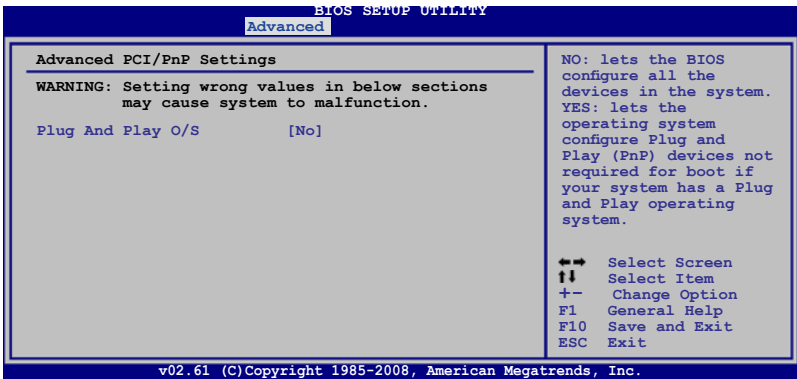 BIOS SETUP UTILITY
Advanced
Advanced PCI/PnP Settings
WARNING: Setting wrong values in below sections
may cause system to malfunction.
Plug And Play O/S [No]
NO: lets the BIOS
configure all the
devices in the system.
YES: lets the
operating system
configure Plug and
Play (PnP) devices not
required for boot if
your system has a Plug
and Play operating
system.
←→ Select Screen
↑↓ Select Item
+- Change Option
F1 General Help
F10 Save and Exit
ESC Exit
v02.61 (C)Copyright 1985-2008, American Megatrends, Inc.